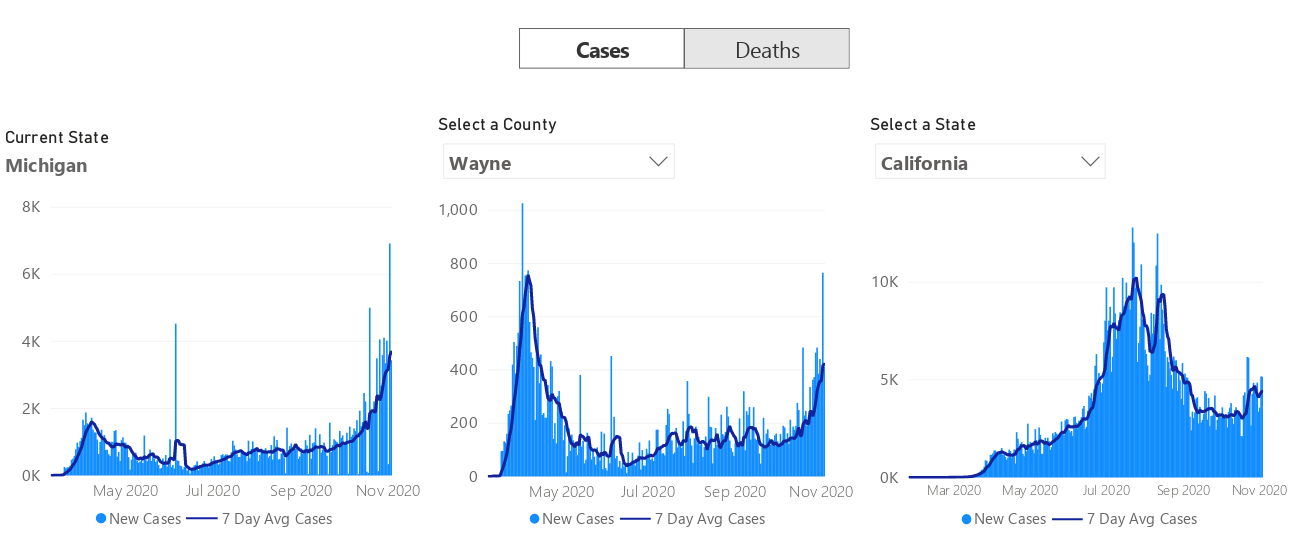 Cases Deaths
Current State
Michigan
8K
6K
4K
2K
0K
May 2020 Jul 2020 Sep 2020 Nov 2020
New Cases 7 Day Avg Cases
Select a County
Wayne
1,000
800
600
400
200
0
May 2020 Jul 2020 Sep 2020 Nov 2020
New Cases 7 Day Avg Cases
Select a State
California
10K
5K
0K
Mar 2020 May 2020 Jul 2020 Sep 2020 Nov 2020
New Cases 7 Day Avg Cases